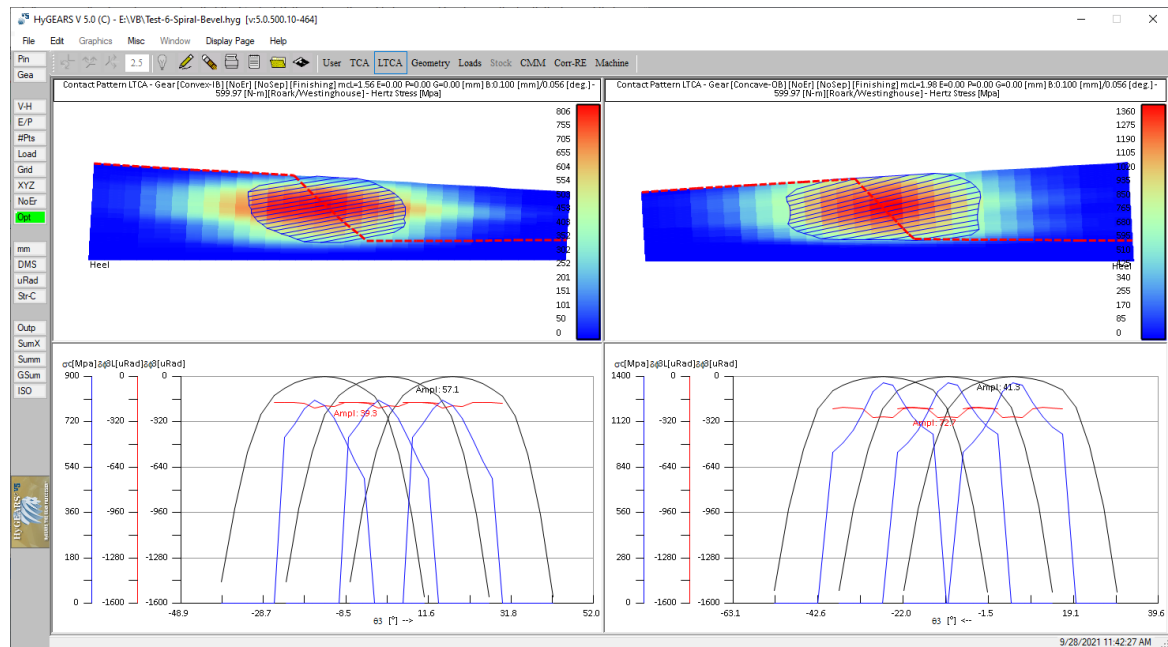 HyGEARS V 5.0 (C) - E:\VB\Test-6-Spiral-Bevel.hyg [v:5.0.500.10-464]
File Edit Graphics Misc Window Display Page Help
Pin
Gea
V-H
E/P
#Pts
Load
Grid
XYZ
NoEr
Opt
mm
DMS
uRad
Str-C
Outp
SumX
Summ
GSum
ISO
HyGEARS
2.5 User TCA LTCA Geometry Loads Stock CMM Corr-RE Machine
Contact Pattern LTCA - Gear [Convex-IB] [NoEr] [NoSep] [Finishing] mcL=1.56 E=0.00 P=0.00 G=0.00 [mm] B:0.100 [mm]/0.056 [deg.] -
599.97 [N-m][Roark/Westinghouse] - Hertz Stress [Mpa]
806
755
705
655
604
554
252
201
151
101
50
0
Heel
Contact Pattern LTCA - Gear [Concave-OB] [NoEr] [NoSep] [Finishing] mcL=1.98 E=0.00 P=0.00 G=0.00 [mm] B:0.100 [mm]/0.056 [deg.] -
599.97 [N-m][Roark/Westinghouse] - Hertz Stress [Mpa]
1360
1275
1190
1105
1020
340
255
170
85
0
Heel
σc[Mpa] δφ3L[uRad] δφ3[uRad]
900 0 0
Ampl: 57.1
Ampl: 39.3
720 -320 -320
540 -640 -640
360 -960 -960
180 -1280 -1280
0 -1600 -1600
-48.9 -28.7 -8.5 11.6 31.8 52.0
θ3 [°] -->
σc[Mpa] δφ3L[uRad] δφ3[uRad]
1400 0 0
Ampl: 41.3
Ampl: 72.7
1120 -320 -320
840 -640 -640
560 -960 -960
280 -1280 -1280
0 -1600 -1600
-63.1 -42.6 -22.0 -1.5 19.1 39.6
θ3 [°] <--
9/28/2021 11:42:27 AM